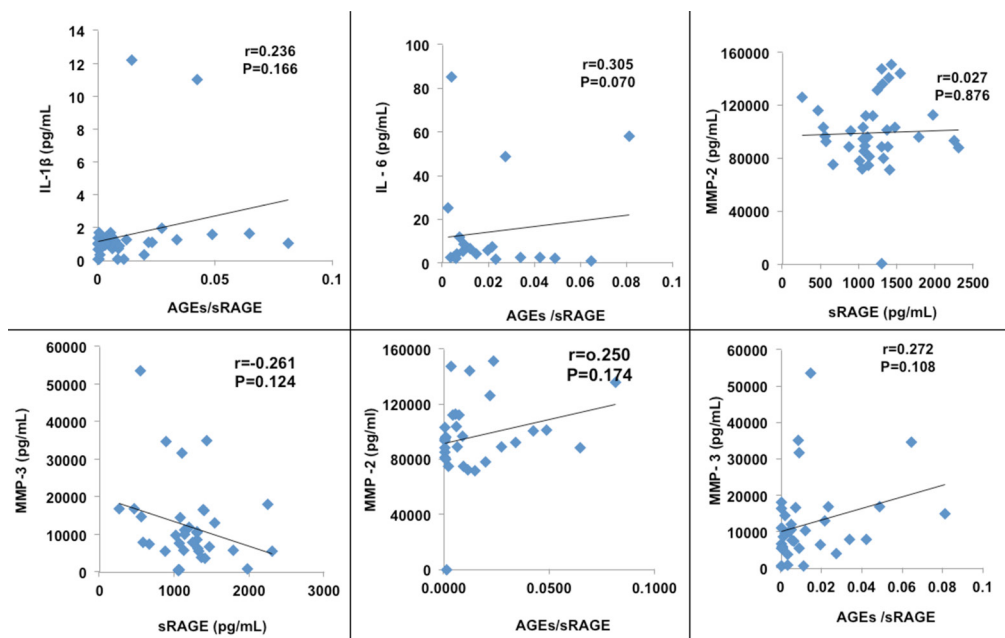 14
12
10
8
6
4
2
0
0
0.05
0.1
IL-1β (pg/mL)
AGEs/sRAGE
r=0.236
P=0.166
100
80
60
40
20
0
0
0.02
0.04
0.06
0.08
0.1
IL - 6 (pg/mL)
AGEs /sRAGE
r=0.305
P=0.070
160000
120000
80000
40000
0
0
500
1000
1500
2000
2500
MMP-2 (pg/mL)
sRAGE (pg/mL)
r=0.027
P=0.876
60000
50000
40000
30000
20000
10000
0
0
1000
2000
3000
MMP-3 (pg/mL)
sRAGE (pg/mL)
r=-0.261
P=0.124
160000
120000
80000
40000
0
0.0000
0.0500
0.1000
MMP -2 (ppg/ml)
AGEs/sRAGE
r=o.250
P=0.174
60000
50000
40000
30000
20000
10000
0
0
0.02
0.04
0.06
0.08
0.1
MMP- 3 (pg/mL)
AGEs /sRAGE
r=0.272
P=0.108